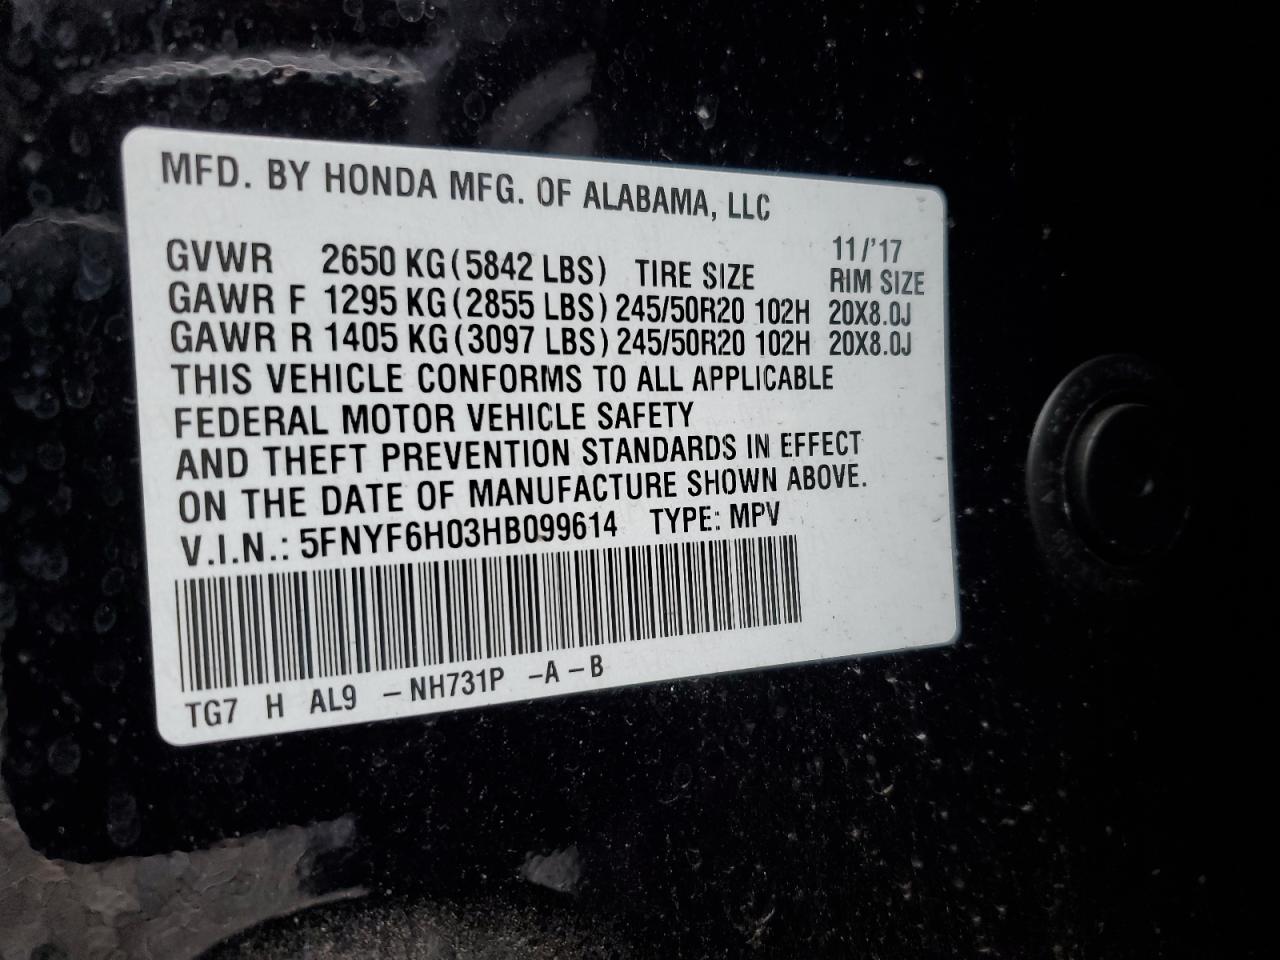 MFD. BY HONDA MFG. OF ALABAMA, LLC
11/'17
GVWR 2650 KG (5842 LBS) TIRE SIZE RIM SIZE
GAWR F 1295 KG (2855 LBS) 245/50R20 102H 20X8.0J
GAWR R 1405 KG (3097 LBS) 245/50R20 102H 20X8.0J
THIS VEHICLE CONFORMS TO ALL APPLICABLE
FEDERAL MOTOR VEHICLE SAFETY
AND THEFT PREVENTION STANDARDS IN EFFECT
ON THE DATE OF MANUFACTURE SHOWN ABOVE.
V.I.N.: 5FNYF6H03HB099614 TYPE: MPV
TG7 H AL9 -NH731P -A-B